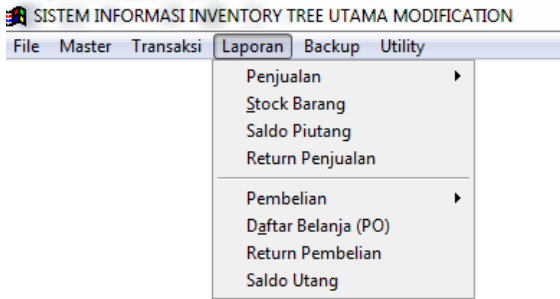 SISTEM INFORMASI INVENTORY TREE UTAMA MODIFICATION
File Master Transaksi Laporan Backup Utility
Penjualan
Stock Barang
Saldo Piutang
Return Penjualan
Pembelian
Daftar Belanja (PO)
Return Pembelian
Saldo Utang